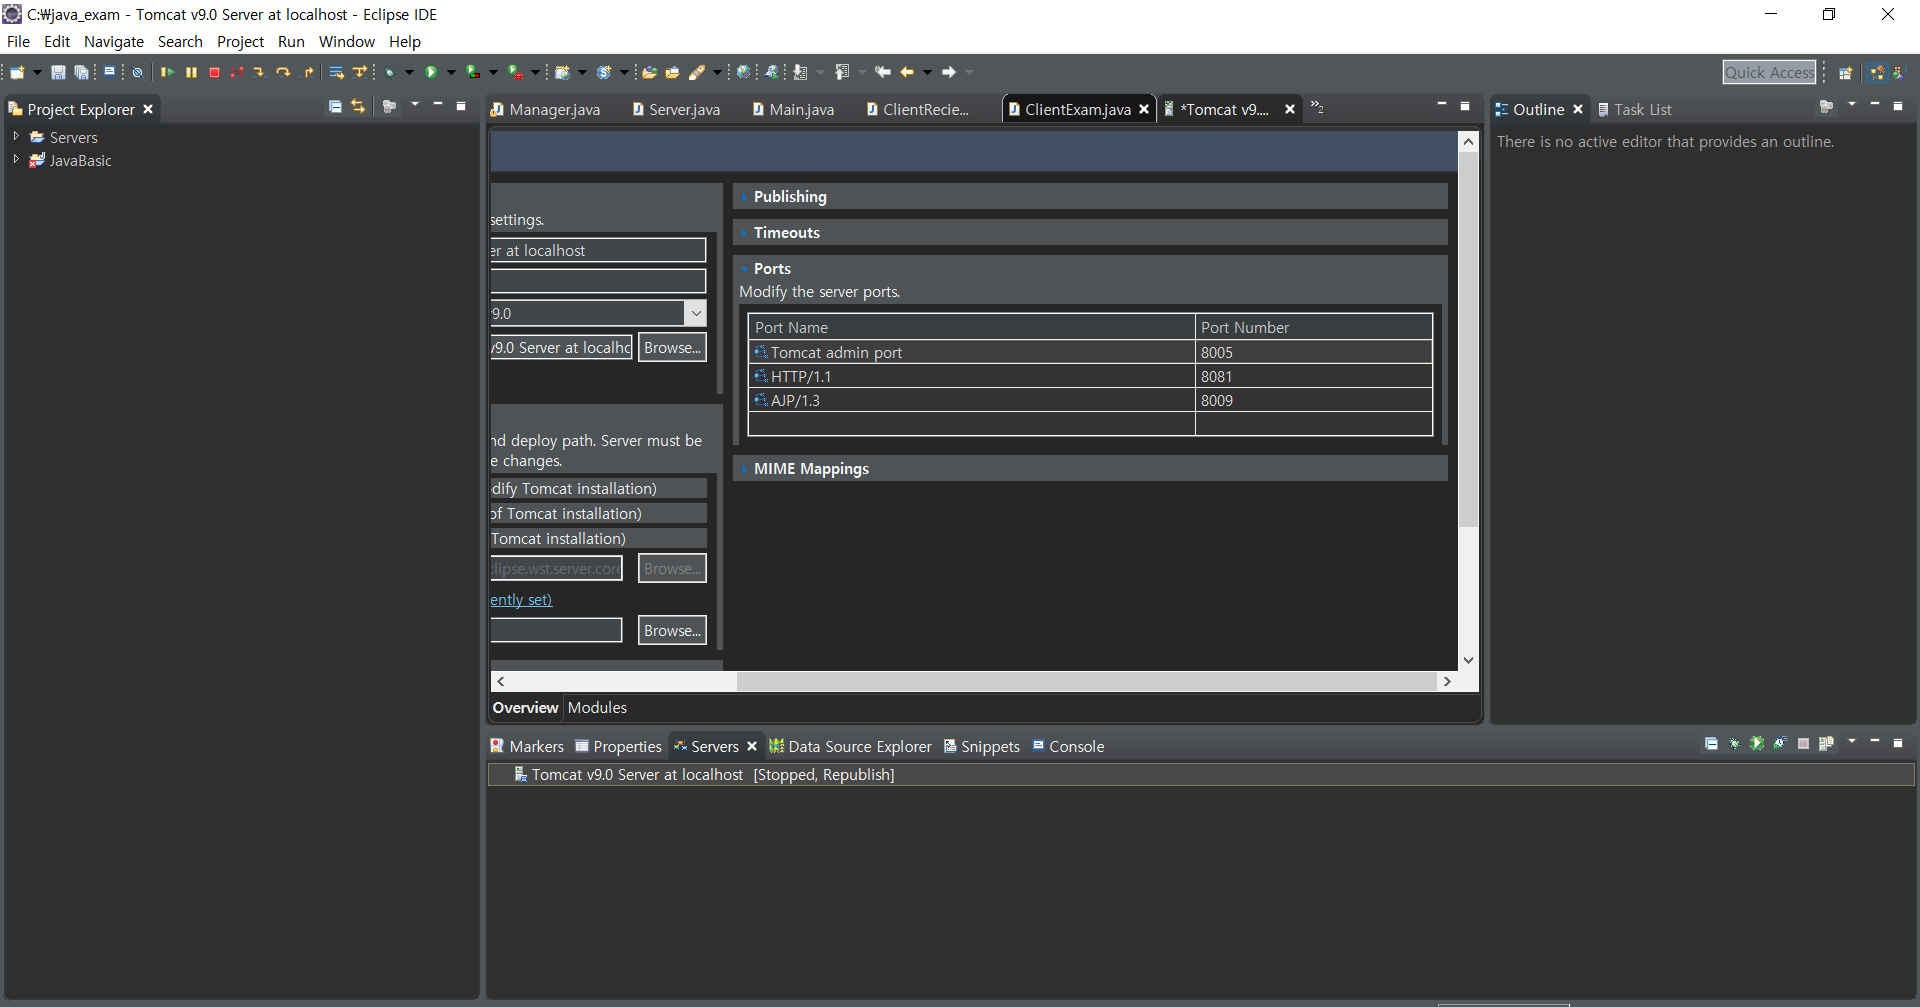 C:₩java_exam - Tomcat v9.0 Server at localhost - Eclipse IDE
File Edit Navigate Search Project Run Window Help
Quick Access
Project Explorer
Servers
JavaBasic
Manager.java Server.java Main.java ClientRecie... ClientExam.java *Tomcat v9.... »2
settings.
er at localhost
v9.0
v9.0 Server at localhc Browse...
nd deploy path. Server must be
e changes.
dify Tomcat installation)
of Tomcat installation)
Tomcat installation)
clipse.wst.server.core Browse...
ently set)
Browse...
Publishing
Timeouts
Ports
Modify the server ports.
Port Name Port Number
Tomcat admin port 8005
HTTP/1.1 8081
AJP/1.3 8009
MIME Mappings
Overview Modules
Outline Task List
There is no active editor that provides an outline.
Markers Properties Servers Data Source Explorer Snippets Console
Tomcat v9.0 Server at localhost [Stopped, Republish]